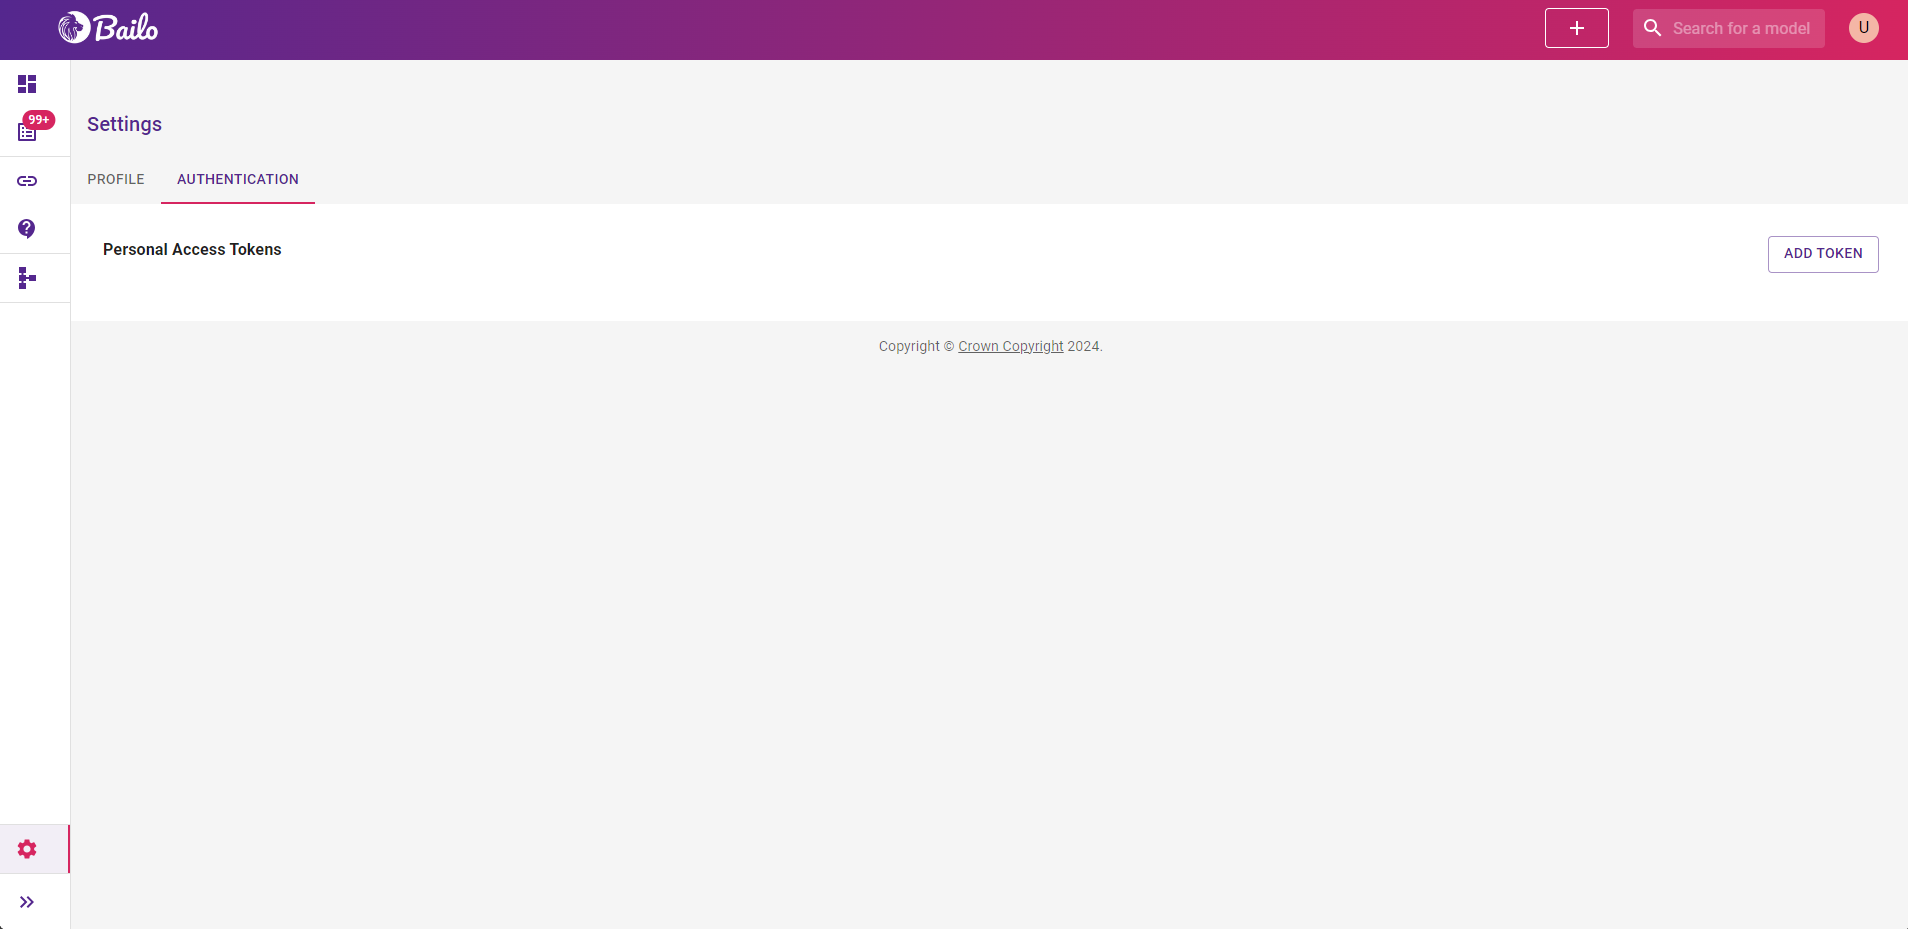 Bailo
Search for a model
U
99+
Settings
PROFILE
AUTHENTICATION
Personal Access Tokens
ADD TOKEN
Copyright © Crown Copyright 2024.